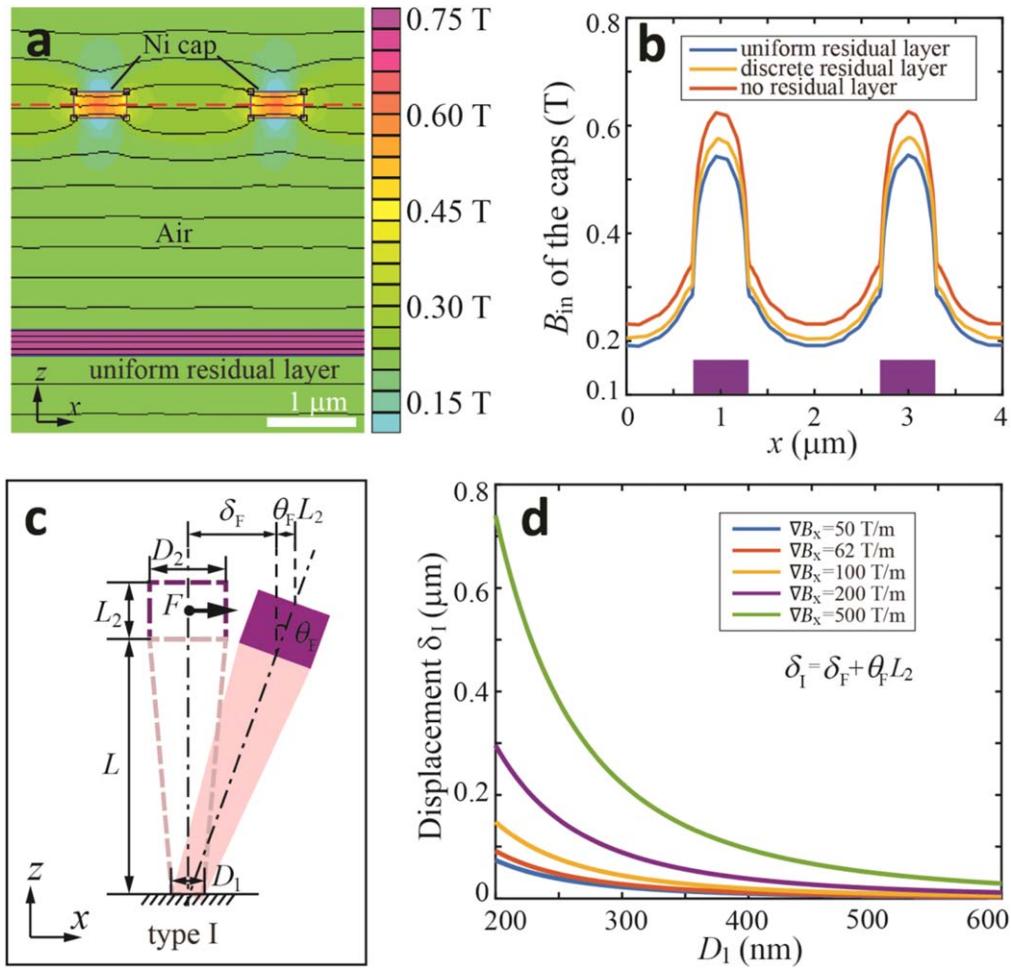 a
Ni cap
Air
uniform residual layer
z
x
1 μm
0.75 T
0.60 T
0.45 T
0.30 T
0.15 T
b
uniform residual layer
discrete residual layer
no residual layer
B_in of the caps (T)
0.8
0.6
0.4
0.2
0.1
0
1
2
3
4
x (μm)
c
δ_F
θ_F L_2
D_2
L_2
F
θ_F
L
D_1
z
x
type I
d
∇B_x=50 T/m
∇B_x=62 T/m
∇B_x=100 T/m
∇B_x=200 T/m
∇B_x=500 T/m
δ_I=δ_F+θ_F L_2
Displacement δ_I (μm)
0.8
0.6
0.4
0.2
0
200
300
400
500
600
D_1 (nm)